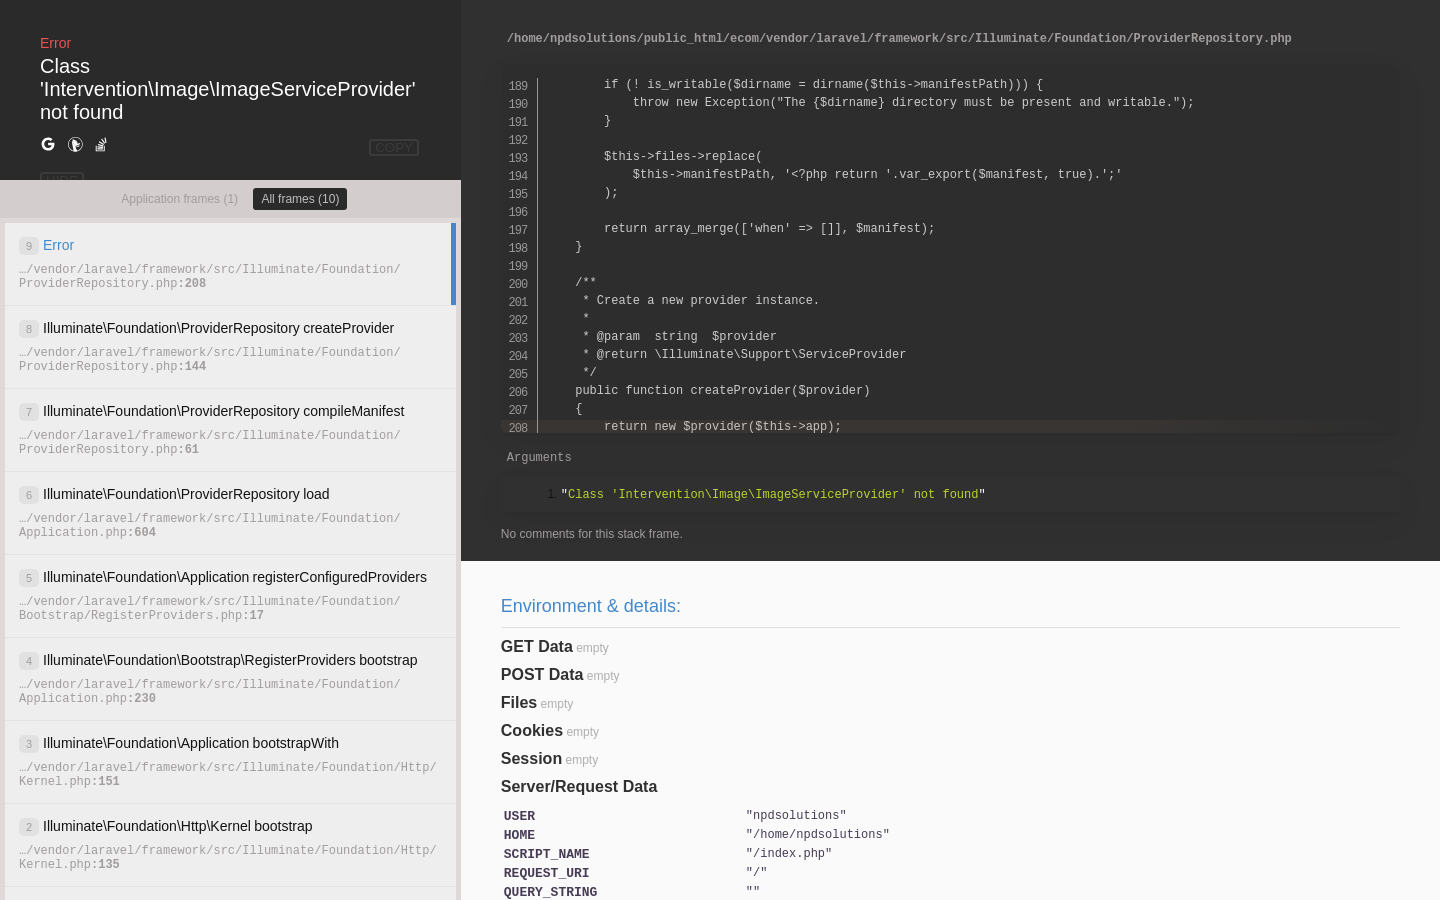 Error
Class
'Intervention\Image\ImageServiceProvider'
not found
COPY
HIDE
Application frames (1) All frames (10)
9 Error
…/vendor/laravel/framework/src/Illuminate/Foundation/
ProviderRepository.php:208
8 Illuminate\Foundation\ProviderRepository createProvider
…/vendor/laravel/framework/src/Illuminate/Foundation/
ProviderRepository.php:144
7 Illuminate\Foundation\ProviderRepository compileManifest
…/vendor/laravel/framework/src/Illuminate/Foundation/
ProviderRepository.php:61
6 Illuminate\Foundation\ProviderRepository load
…/vendor/laravel/framework/src/Illuminate/Foundation/
Application.php:604
5 Illuminate\Foundation\Application registerConfiguredProviders
…/vendor/laravel/framework/src/Illuminate/Foundation/
Bootstrap/RegisterProviders.php:17
4 Illuminate\Foundation\Bootstrap\RegisterProviders bootstrap
…/vendor/laravel/framework/src/Illuminate/Foundation/
Application.php:230
3 Illuminate\Foundation\Application bootstrapWith
…/vendor/laravel/framework/src/Illuminate/Foundation/Http/
Kernel.php:151
2 Illuminate\Foundation\Http\Kernel bootstrap
…/vendor/laravel/framework/src/Illuminate/Foundation/Http/
Kernel.php:135
/home/npdsolutions/public_html/ecom/vendor/laravel/framework/src/Illuminate/Foundation/ProviderRepository.php
189         if (! is_writable($dirname = dirname($this->manifestPath))) {
190             throw new Exception("The {$dirname} directory must be present and writable.");
191         }
192
193         $this->files->replace(
194             $this->manifestPath, '<?php return '.var_export($manifest, true).';'
195         );
196
197         return array_merge(['when' => []], $manifest);
198     }
199
200     /**
201      * Create a new provider instance.
202      *
203      * @param  string  $provider
204      * @return \Illuminate\Support\ServiceProvider
205      */
206     public function createProvider($provider)
207     {
208         return new $provider($this->app);
Arguments
1. "Class 'Intervention\Image\ImageServiceProvider' not found"
No comments for this stack frame.
Environment & details:
GET Data empty
POST Data empty
Files empty
Cookies empty
Session empty
Server/Request Data
USER "npdsolutions"
HOME "/home/npdsolutions"
SCRIPT_NAME "/index.php"
REQUEST_URI "/"
QUERY_STRING ""